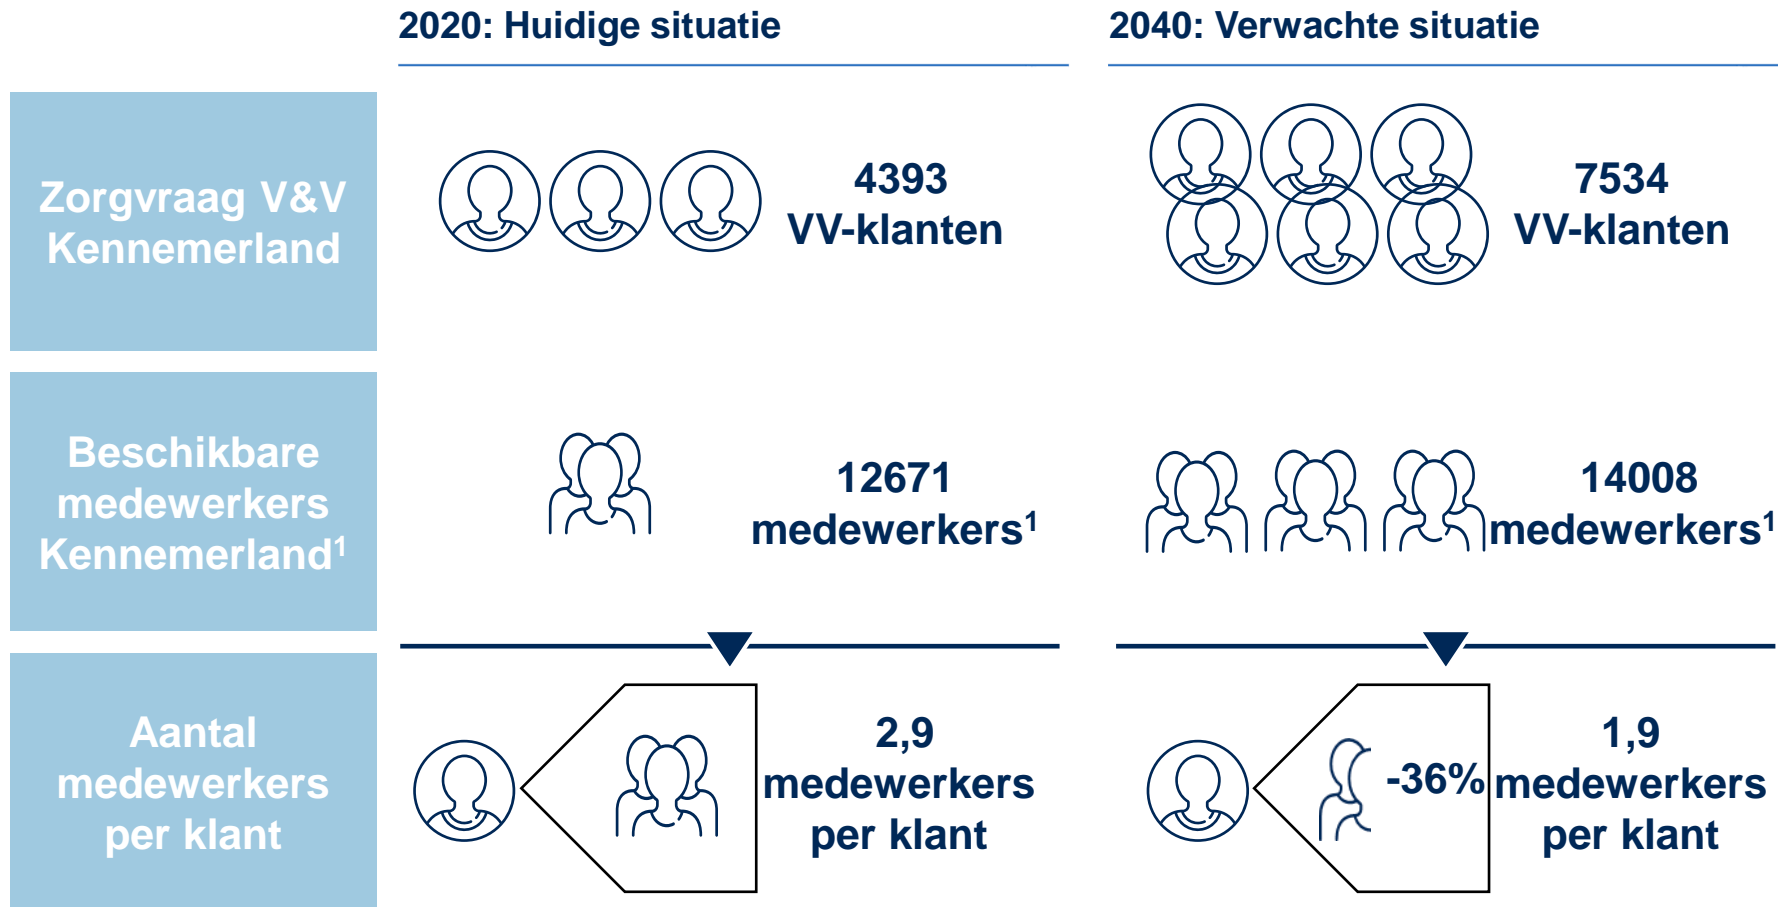 2020: Huidige situatie
2040: Verwachte situatie
Zorgvraag V&V
Kennemerland
4393
VV-klanten
7534
VV-klanten
Beschikbare
medewerkers
Kennemerland¹
12671
medewerkers¹
14008
medewerkers¹
Aantal
medewerkers
per klant
2,9
medewerkers
per klant
-36%
1,9
medewerkers
per klant